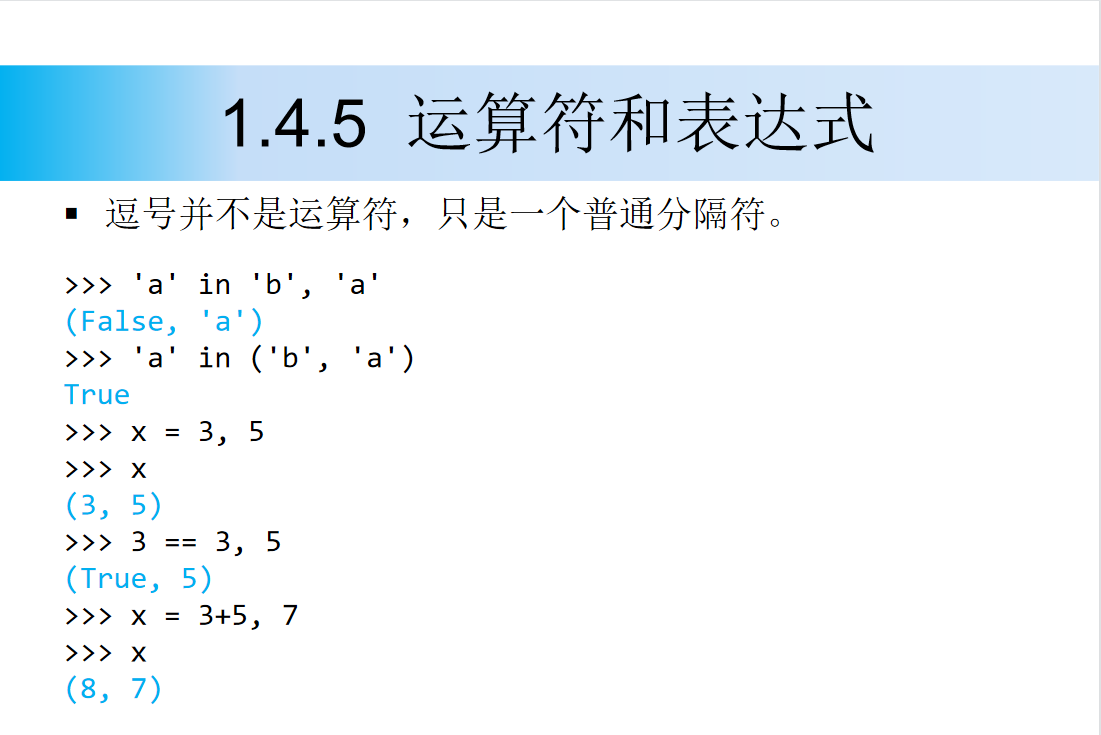 1.4.5 运算符和表达式
▪ 逗号并不是运算符，只是一个普通分隔符。
>>> 'a' in 'b', 'a'
(False, 'a')
>>> 'a' in ('b', 'a')
True
>>> x = 3, 5
>>> x
(3, 5)
>>> 3 == 3, 5
(True, 5)
>>> x = 3+5, 7
>>> x
(8, 7)